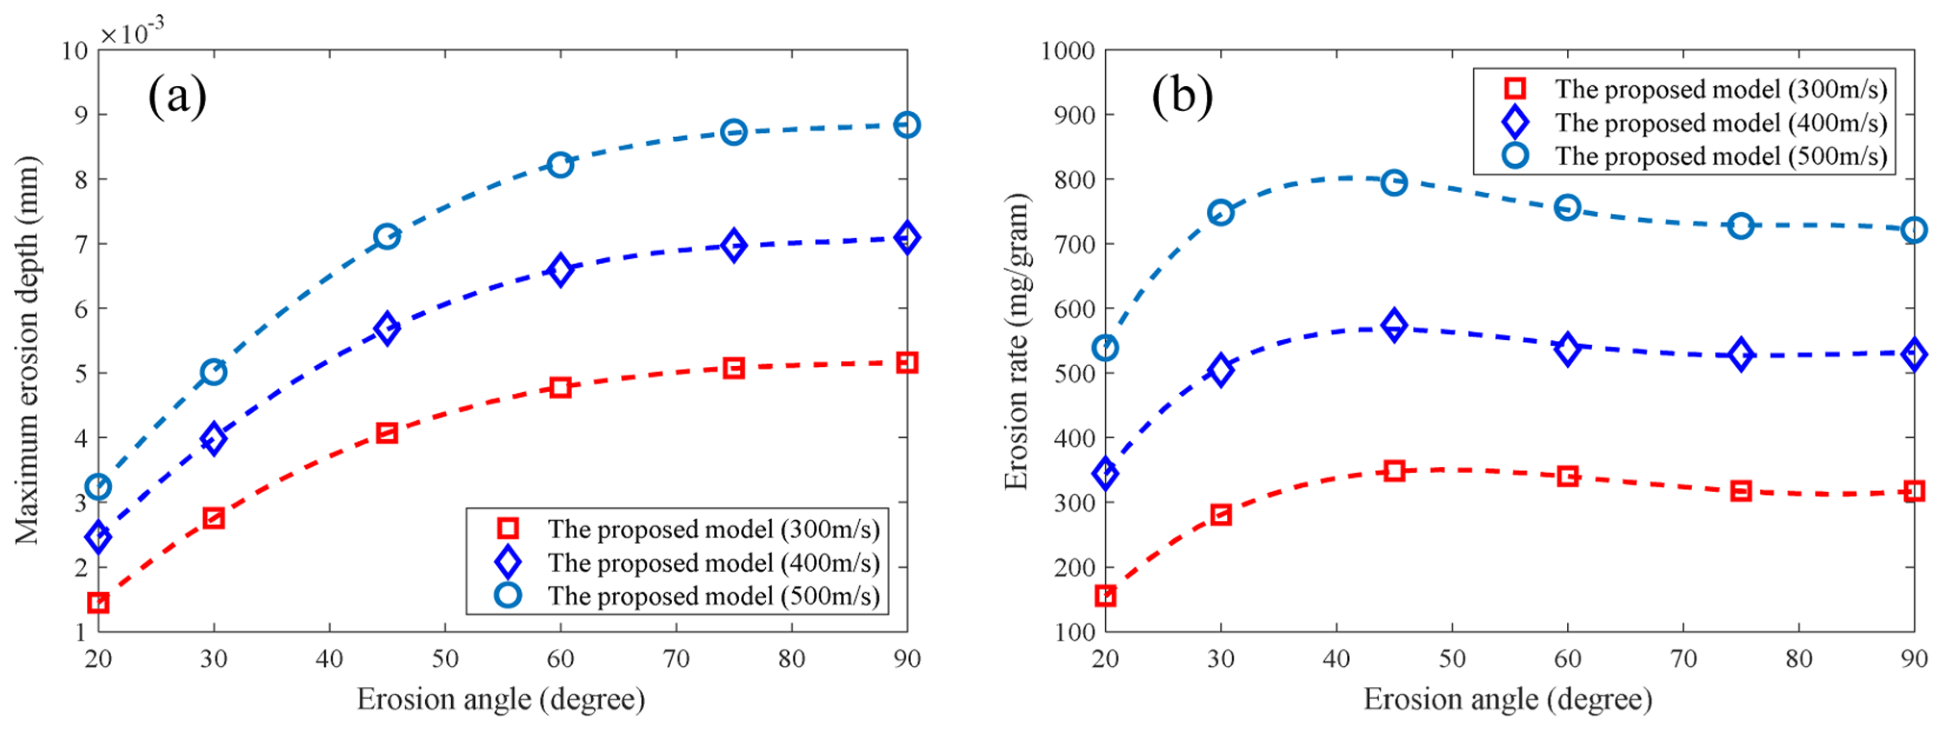 ×10⁻³
(a)
10
9
8
7
6
5
4
3
2
1
Maximum erosion depth (mm)
The proposed model (300m/s)
The proposed model (400m/s)
The proposed model (500m/s)
20 30 40 50 60 70 80 90
Erosion angle (degree)
(b)
1000
900
800
700
600
500
400
300
200
100
Erosion rate (mg/gram)
The proposed model (300m/s)
The proposed model (400m/s)
The proposed model (500m/s)
20 30 40 50 60 70 80 90
Erosion angle (degree)